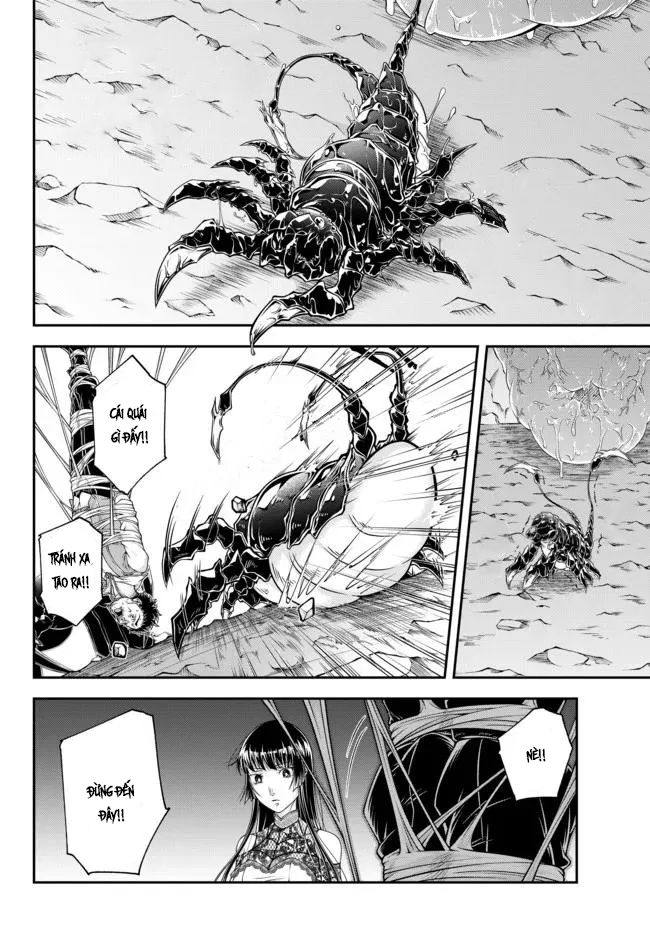 CÁI QUÁI
GÌ ĐẤY!!
TRÁNH XA
TAO RA!!
NÈ!!
ĐỪNG ĐẾN
ĐÂY!!